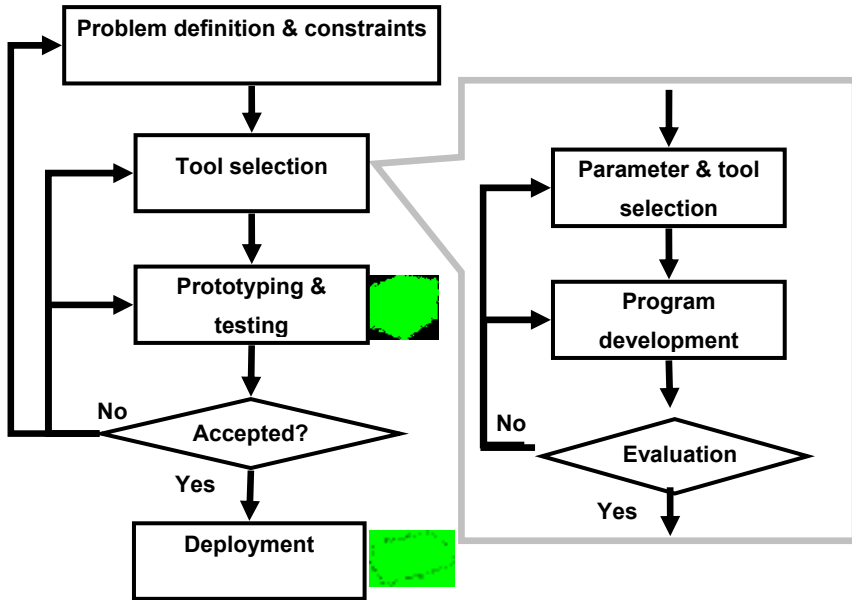 Problem definition & constraints
Tool selection
Prototyping &
testing
No
Accepted?
Yes
Deployment
Parameter & tool
selection
Program
development
No
Evaluation
Yes